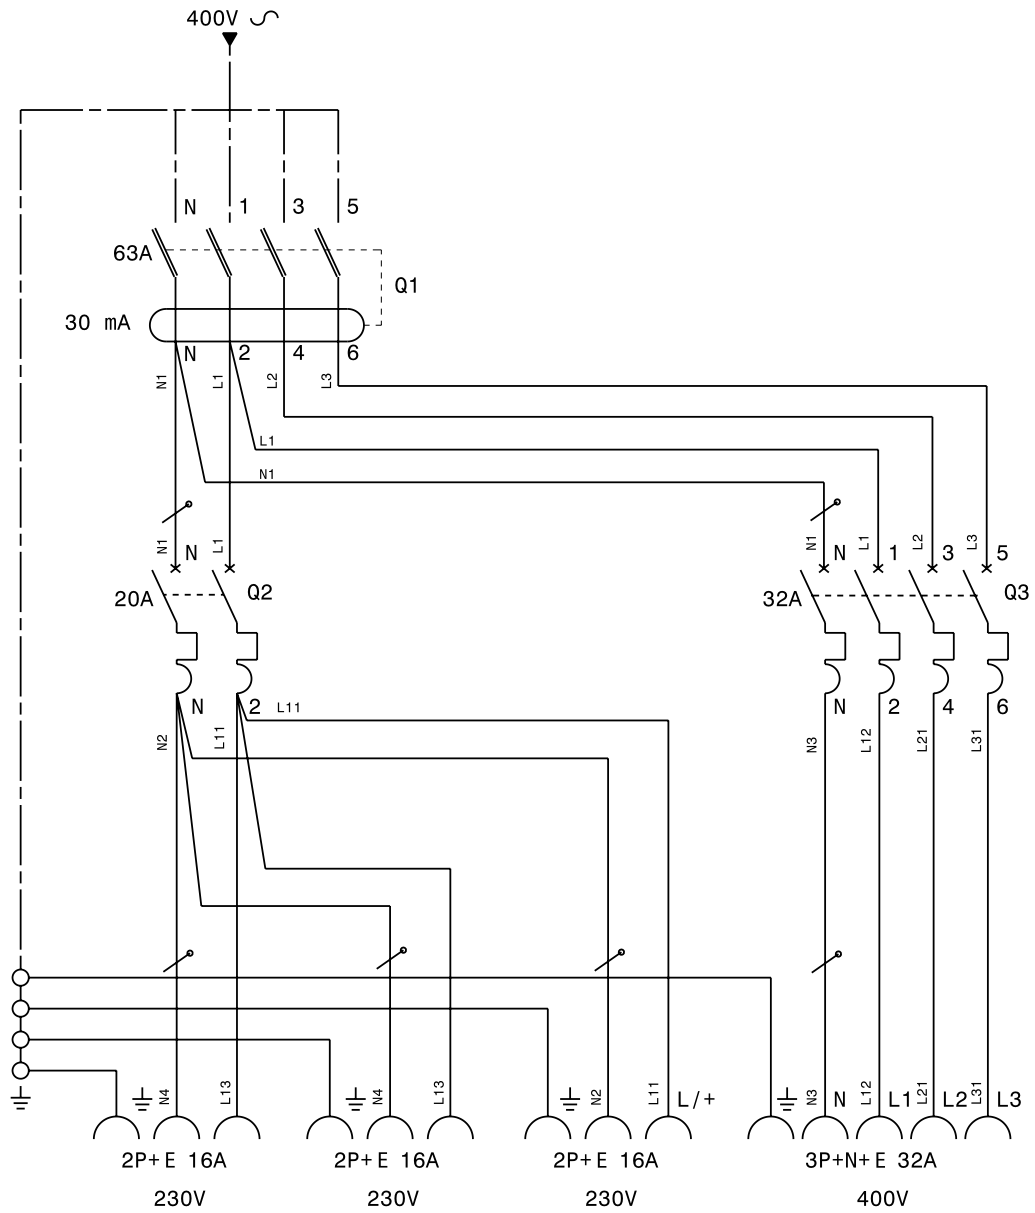 400V
N 1 3 5
63A
Q1
30 mA
N 2 4 6
N1 L1 L2 L3
L1
N1
N1 N L1
N1 N L1 1 L2 3 L3 5
20A Q2
32A Q3
N 2 L11
N 2 4 6
N2 L11
N3 L12 L21 L31
N4 L13 N4 L13 N2 L11 L/+ N3 N L12 L1 L21 L2 L31 L3
2P+E 16A 2P+E 16A 2P+E 16A 3P+N+E 32A
230V 230V 230V 400V